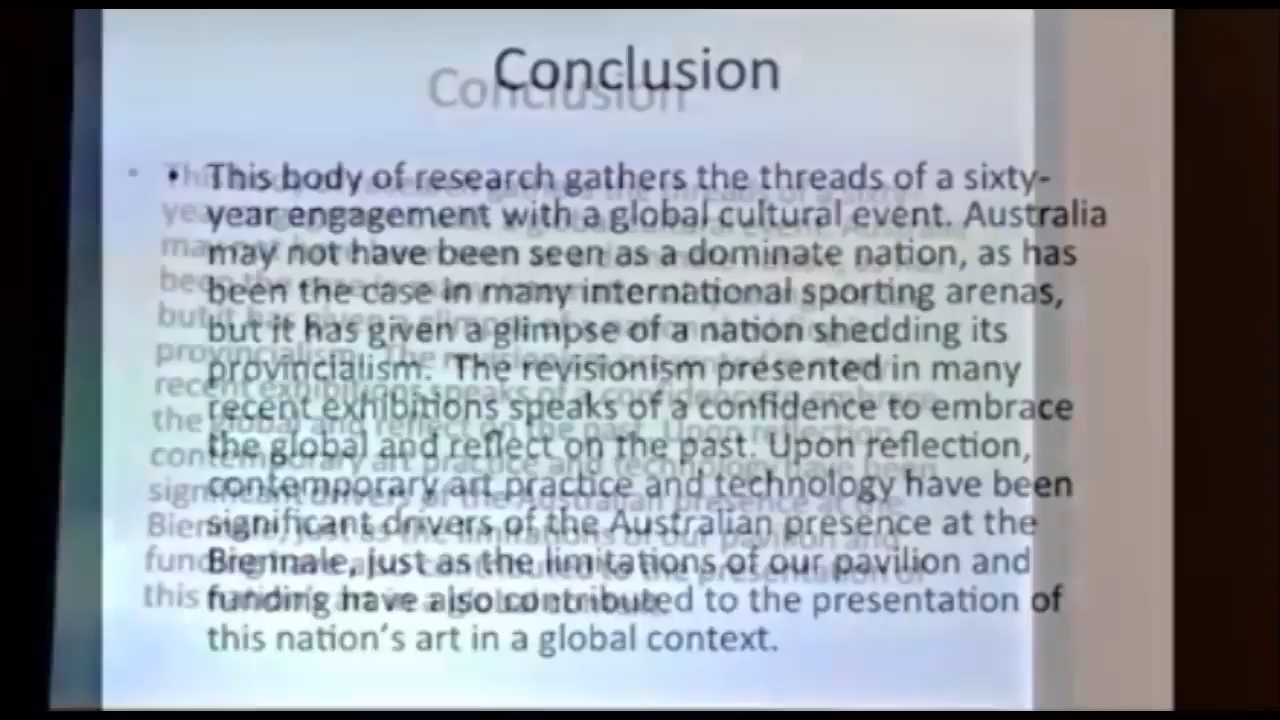 Conclusion
• This body of research gathers the threads of a sixty-
year engagement with a global cultural event. Australia
may not have been seen as a dominate nation, as has
been the case in many international sporting arenas,
but it has given a glimpse of a nation shedding its
provincialism. The revisionism presented in many
recent exhibitions speaks of a confidence to embrace
the global and reflect on the past. Upon reflection,
contemporary art practice and technology have been
significant drivers of the Australian presence at the
Biennale, just as the limitations of our pavilion and
funding have also contributed to the presentation of
this nation's art in a global context.